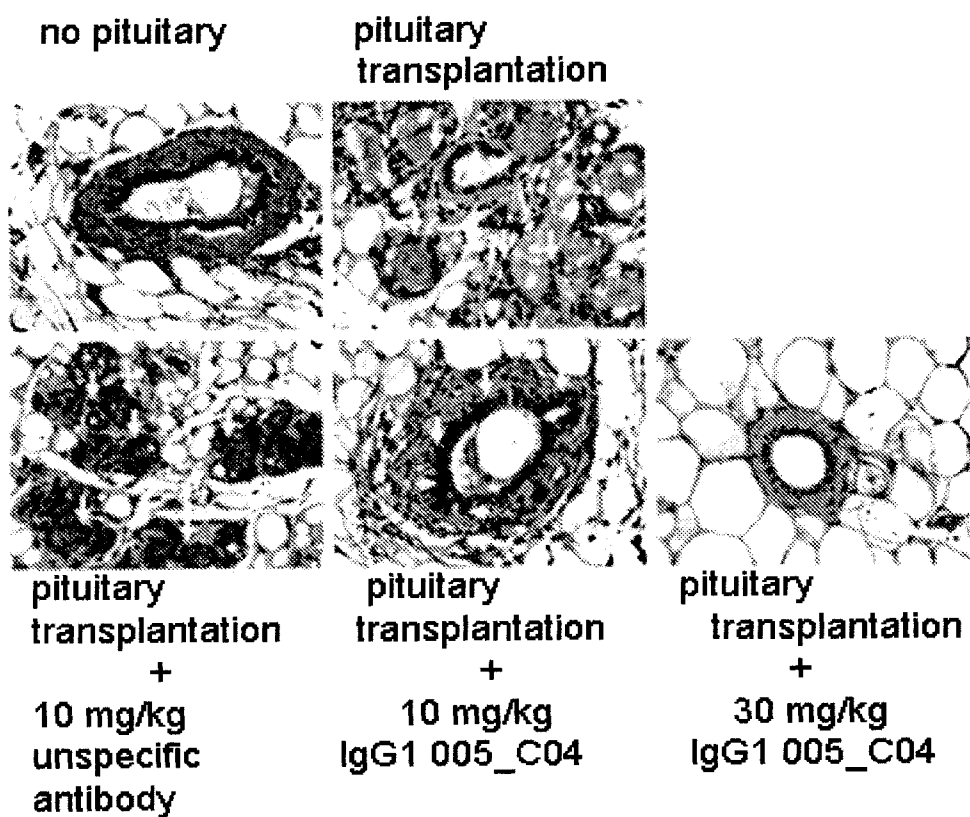 no pituitary
pituitary
transplantation
pituitary
transplantation
+
10 mg/kg
unspecific
antibody
pituitary
transplantation
+
10 mg/kg
IgG1 005_C04
pituitary
transplantation
+
30 mg/kg
IgG1 005_C04